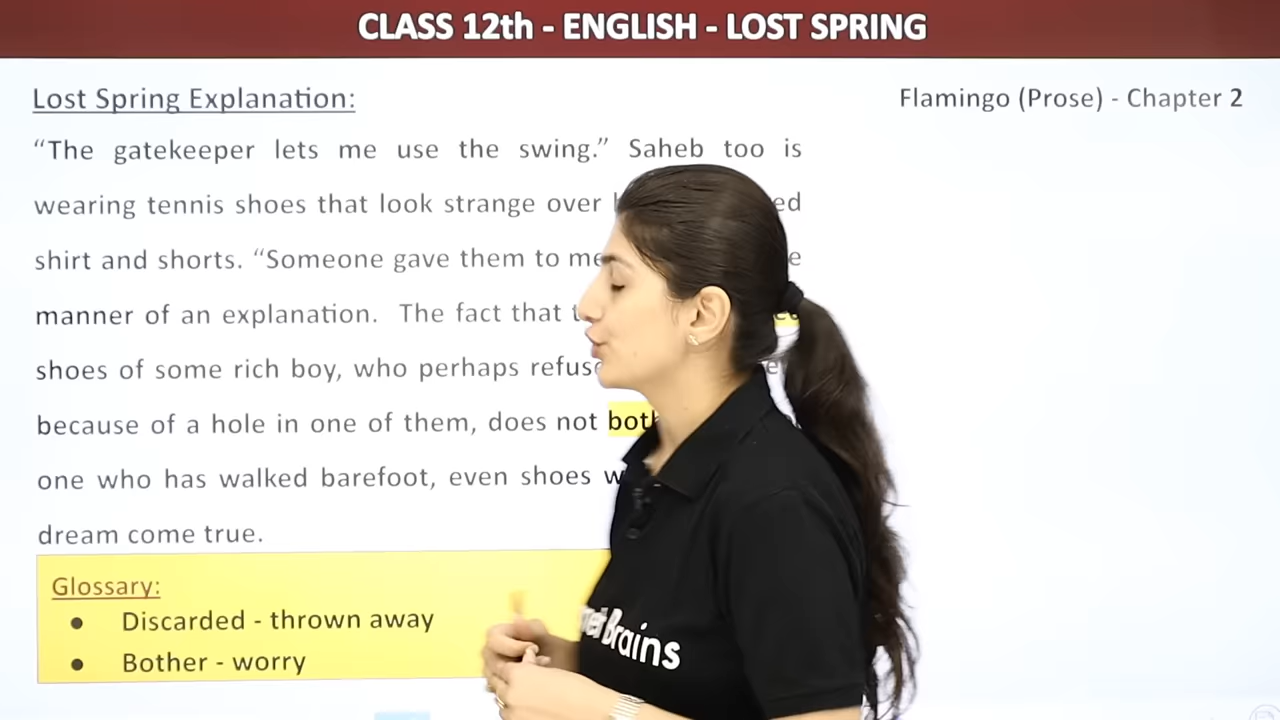 CLASS 12th - ENGLISH - LOST SPRING
Lost Spring Explanation:
Flamingo (Prose) - Chapter 2
“The gatekeeper lets me use the swing.” Saheb too is
wearing tennis shoes that look strange over
shirt and shorts. “Someone gave them to me
manner of an explanation. The fact that
shoes of some rich boy, who perhaps
because of a hole in one of them, does not
one who has walked barefoot, even shoes
dream come true.
Glossary:
● Discarded - thrown away
● Bother - worry
Brains